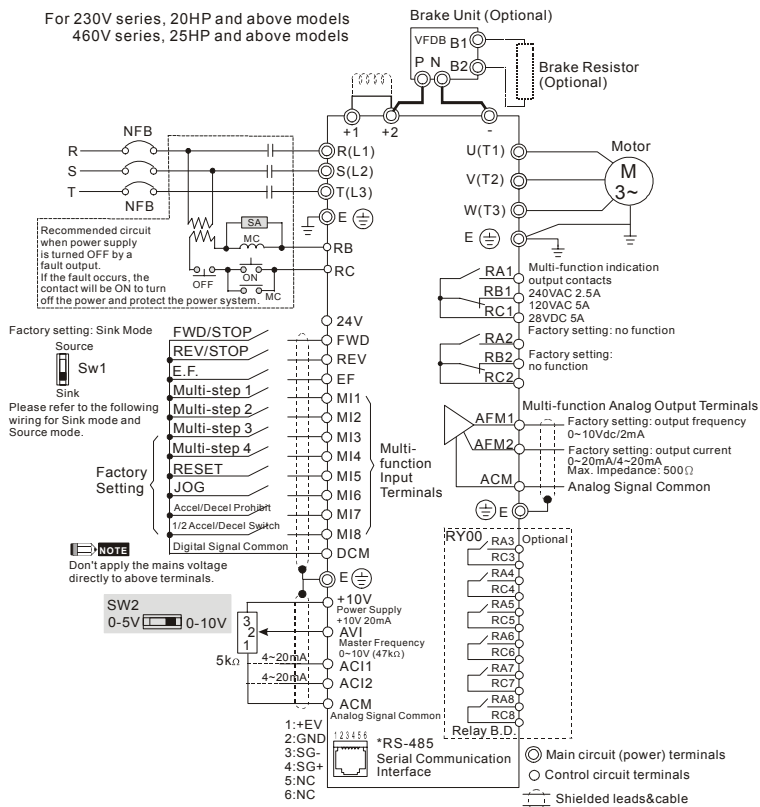 For 230V series, 20HP and above models
460V series, 25HP and above models
Brake Unit (Optional)
VFDB B1
P N B2
Brake Resistor
(Optional)
+1
+2
-
NFB
R
S
T
NFB
R(L1)
S(L2)
T(L3)
E
SA
MC
RB
RC
OFF
ON
MC
Recommended circuit
when power supply
is turned OFF by a
fault output.
If the fault occurs, the
contact will be ON to turn
off the power and protect the power system.
U(T1)
V(T2)
W(T3)
E
Motor
M
3~
RA1
RB1
RC1
Multi-function indication
output contacts
240VAC 2.5A
120VAC 5A
28VDC 5A
Factory setting: no function
RA2
RB2
RC2
Factory setting:
no function
Factory setting: Sink Mode
Source
Sw1
Sink
Please refer to the following
wiring for Sink mode and
Source mode.
24V
FWD/STOP
FWD
REV/STOP
REV
E.F.
EF
Multi-step 1
MI1
Multi-step 2
MI2
Multi-step 3
MI3
Multi-step 4
MI4
RESET
MI5
JOG
MI6
Accel/Decel Prohibit
MI7
1/2 Accel/Decel Switch
MI8
Digital Signal Common
DCM
Factory
Setting
Multi-
function
Input
Terminals
NOTE
Don't apply the mains voltage
directly to above terminals.
AFM1
AFM2
ACM
E
Multi-function Analog Output Terminals
Factory setting: output frequency
0~10Vdc/2mA
Factory setting: output current
0~20mA/4~20mA
Max. Impedance: 500Ω
Analog Signal Common
E
SW2
0-5V
0-10V
3
2
1
5kΩ
+10V
Power Supply
+10V 20mA
AVI
Master Frequency
0~10V (47kΩ)
4~20mA
ACI1
4~20mA
ACI2
ACM
Analog Signal Common
RY00
Optional
RA3
RC3
RA4
RC4
RA5
RC5
RA6
RC6
RA7
RC7
RA8
RC8
Relay B.D.
1:+EV
2:GND
3:SG-
4:SG+
5:NC
6:NC
1 2 3 4 5 6
*RS-485
Serial Communication
Interface
Main circuit (power) terminals
Control circuit terminals
Shielded leads&cable